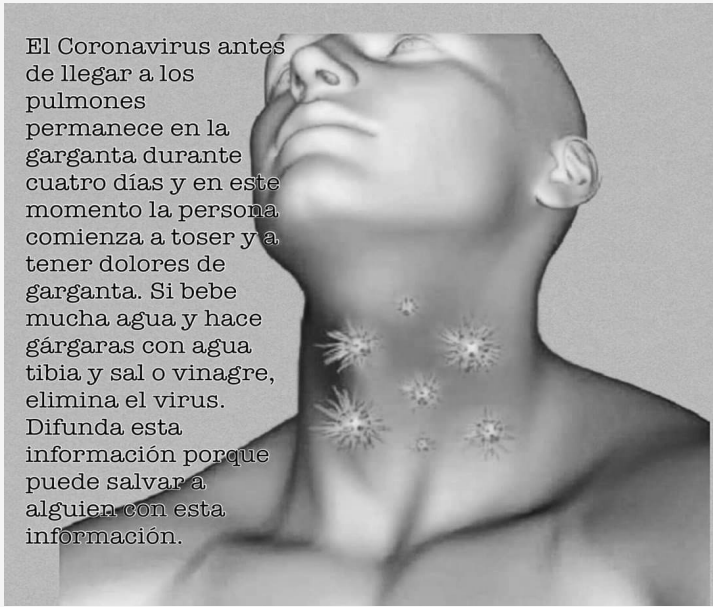 El Coronavirus antes
de llegar a los
pulmones
permanece en la
garganta durante
cuatro días y en este
momento la persona
comienza a toser y a
tener dolores de
garganta. Si bebe
mucha agua y hace
gárgaras con agua
tibia y sal o vinagre,
elimina el virus.
Difunda esta
información porque
puede salvar a
alguien con esta
información.